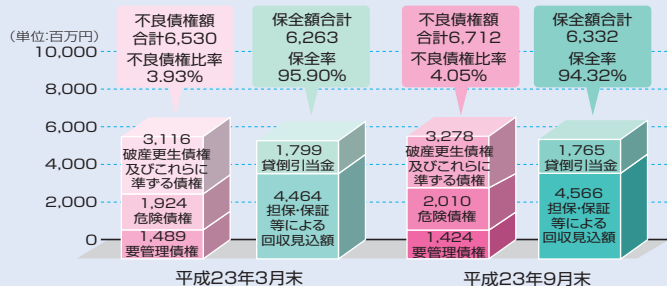 (単位:百万円)
10,000
8,000
6,000
4,000
2,000
0
不良債権額
合計6,530
不良債権比率
3.93%
保全額合計
6,263
保全率
95.90%
不良債権額
合計6,712
不良債権比率
4.05%
保全額合計
6,332
保全率
94.32%
3,116
破産更生債権
及びこれらに
準ずる債権
1,924
危険債権
1,489
要管理債権
1,799
貸倒引当金
4,464
担保・保証
等による
回収見込額
3,278
破産更生債権
及びこれらに
準ずる債権
2,010
危険債権
1,424
要管理債権
1,765
貸倒引当金
4,566
担保・保証
等による
回収見込額
平成23年3月末
平成23年9月末